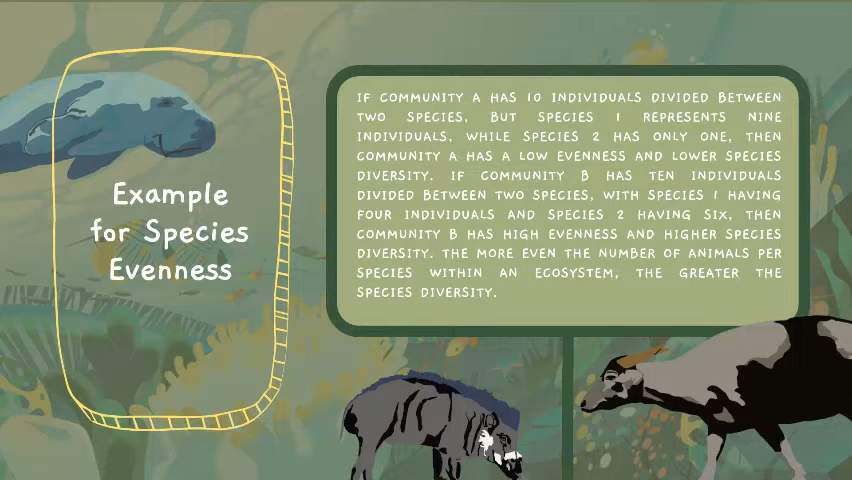 Example
for Species
Evenness
IF COMMUNITY A HAS 10 INDIVIDUALS DIVIDED BETWEEN
TWO SPECIES, BUT SPECIES 1 REPRESENTS NINE
INDIVIDUALS, WHILE SPECIES 2 HAS ONLY ONE, THEN
COMMUNITY A HAS A LOW EVENNESS AND LOWER SPECIES
DIVERSITY. IF COMMUNITY B HAS TEN INDIVIDUALS
DIVIDED BETWEEN TWO SPECIES, WITH SPECIES 1 HAVING
FOUR INDIVIDUALS AND SPECIES 2 HAVING SIX, THEN
COMMUNITY B HAS HIGH EVENNESS AND HIGHER SPECIES
DIVERSITY. THE MORE EVEN THE NUMBER OF ANIMALS PER
SPECIES WITHIN AN ECOSYSTEM, THE GREATER THE
SPECIES DIVERSITY.